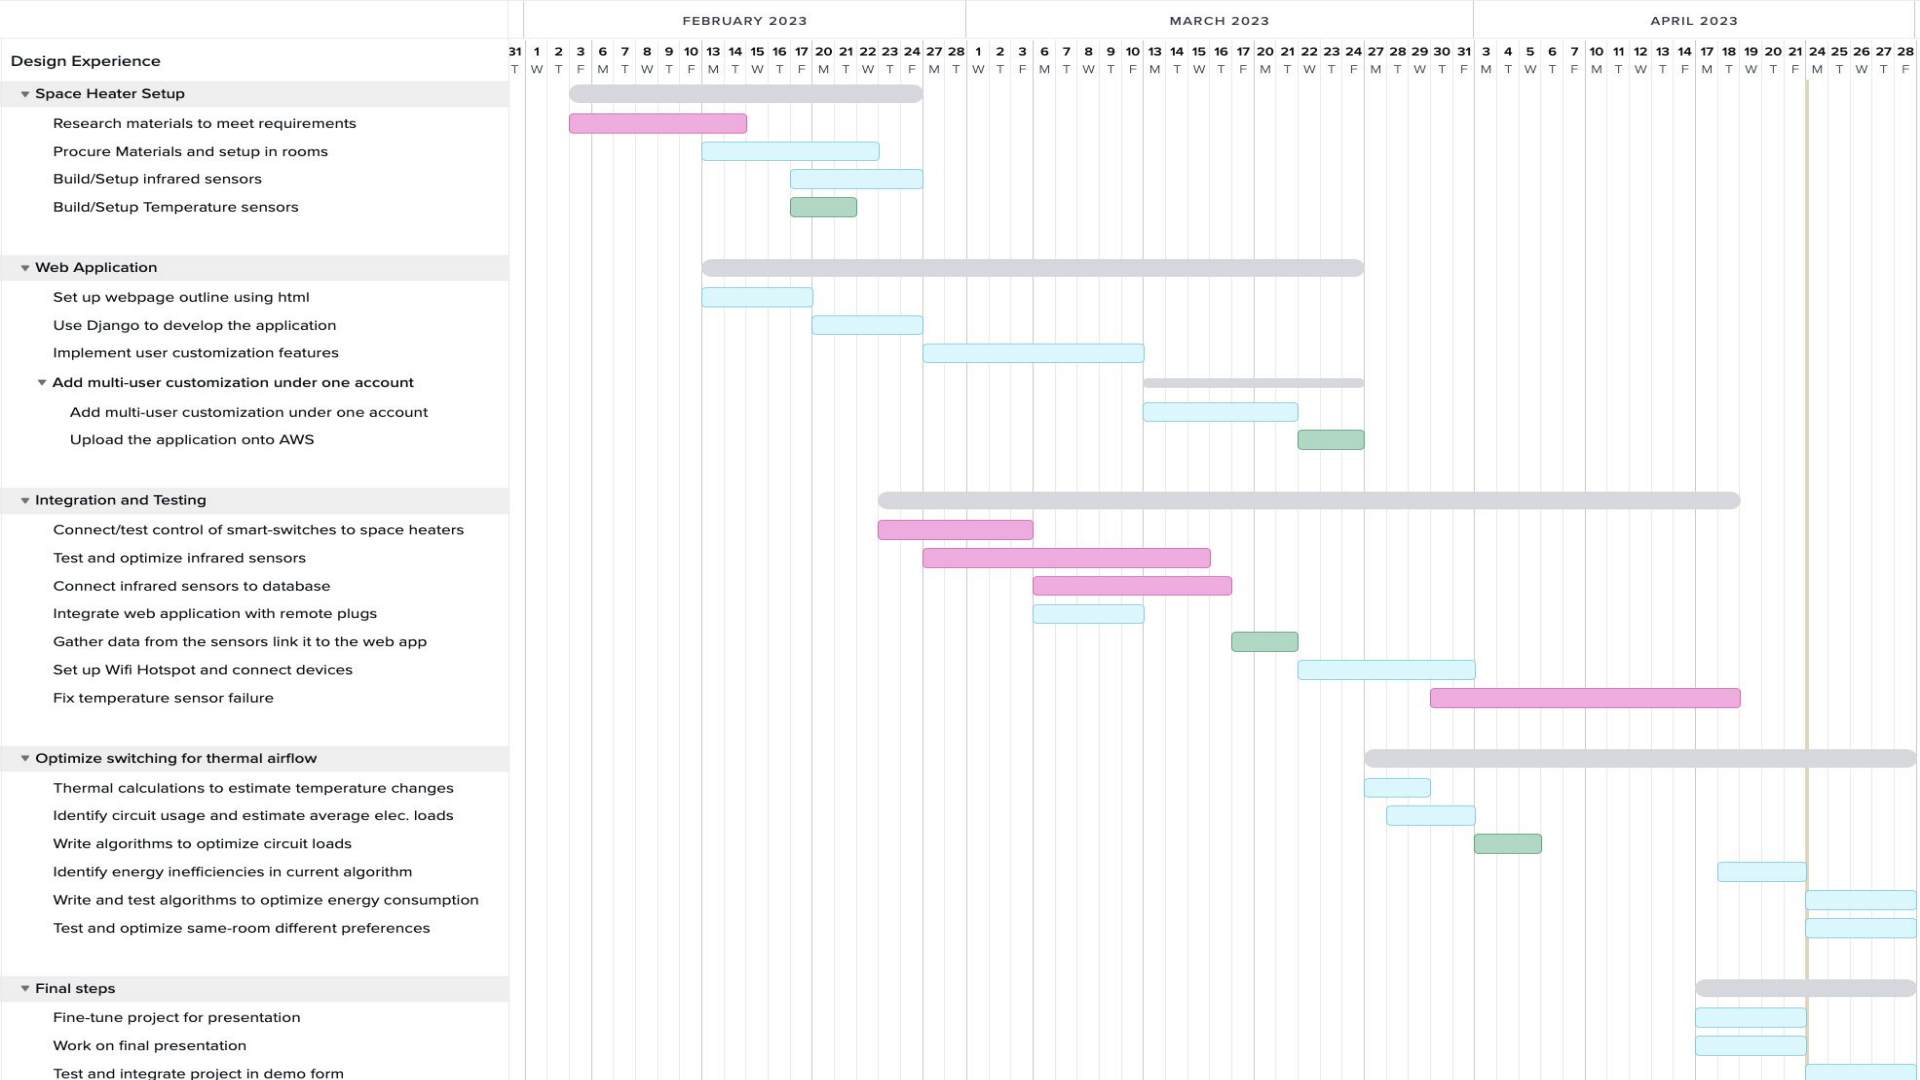 FEBRUARY 2023 MARCH 2023 APRIL 2023
Design Experience
31 1 2 3 6 7 8 9 10 13 14 15 16 17 20 21 22 23 24 27 28 1 2 3 6 7 8 9 10 13 14 15 16 17 20 21 22 23 24 27 28 29 30 31 3 4 5 6 7 10 11 12 13 14 17 18 19 20 21 24 25 26 27 28
T W T F M T W T F M T W T F M T W T F M T W T F M T W T F M T W T F M T W T F M T W T F M T W T F M T W T F M T W T F M T W T F
Space Heater Setup
Research materials to meet requirements
Procure Materials and setup in rooms
Build/Setup infrared sensors
Build/Setup Temperature sensors
Web Application
Set up webpage outline using html
Use Django to develop the application
Implement user customization features
Add multi-user customization under one account
Add multi-user customization under one account
Upload the application onto AWS
Integration and Testing
Connect/test control of smart-switches to space heaters
Test and optimize infrared sensors
Connect infrared sensors to database
Integrate web application with remote plugs
Gather data from the sensors link it to the web app
Set up Wifi Hotspot and connect devices
Fix temperature sensor failure
Optimize switching for thermal airflow
Thermal calculations to estimate temperature changes
Identify circuit usage and estimate average elec. loads
Write algorithms to optimize circuit loads
Identify energy inefficiencies in current algorithm
Write and test algorithms to optimize energy consumption
Test and optimize same-room different preferences
Final steps
Fine-tune project for presentation
Work on final presentation
Test and integrate project in demo form